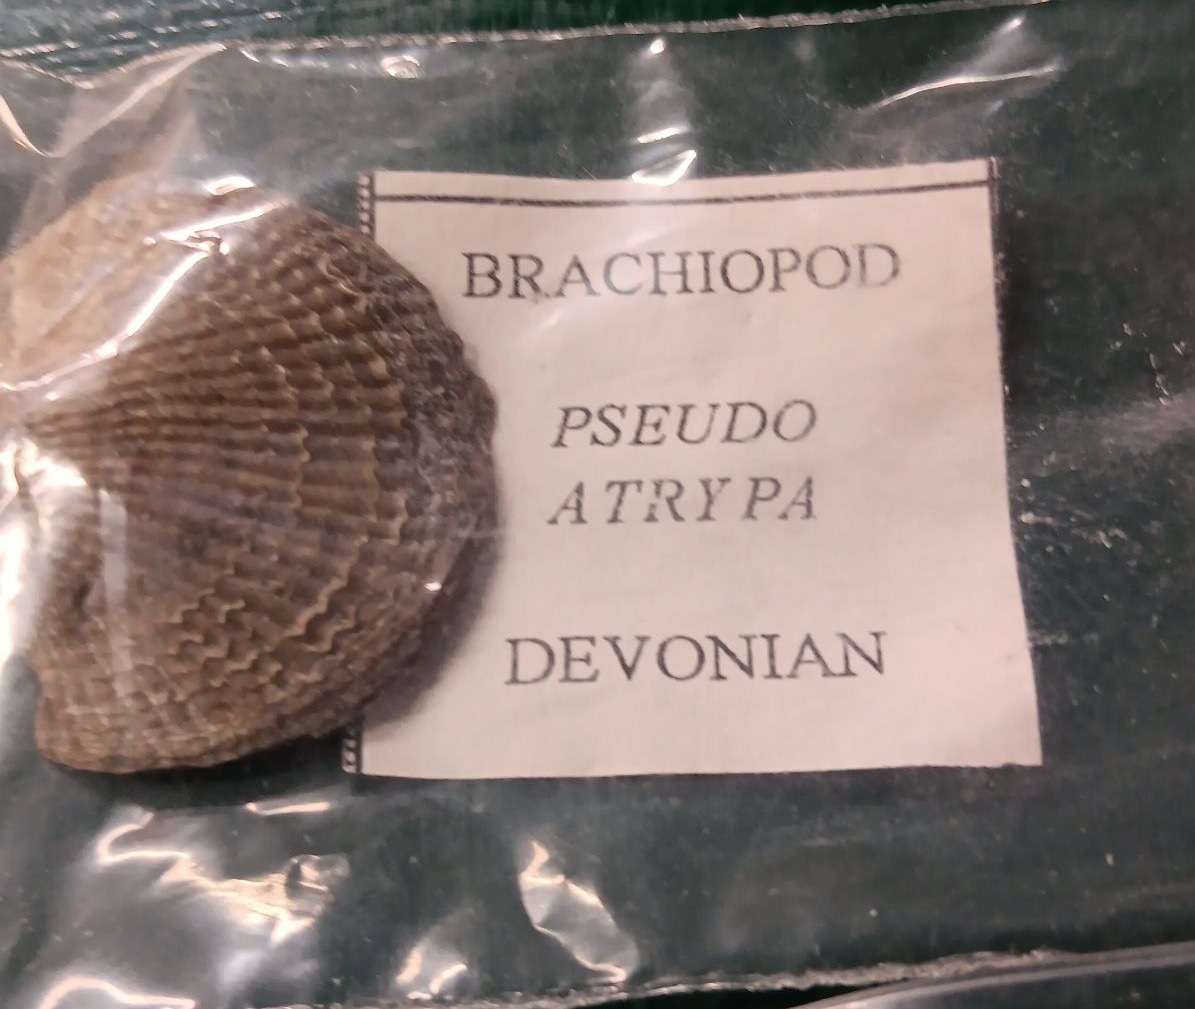 BRACHIOPOD
PSEUDO
ATRYPA
DEVONIAN